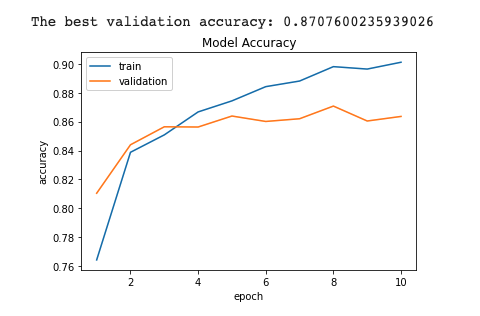 The best validation accuracy: 0.8707600235939026
Model Accuracy
train
validation
accuracy
0.90
0.88
0.86
0.84
0.82
0.80
0.78
0.76
2
4
6
8
10
epoch